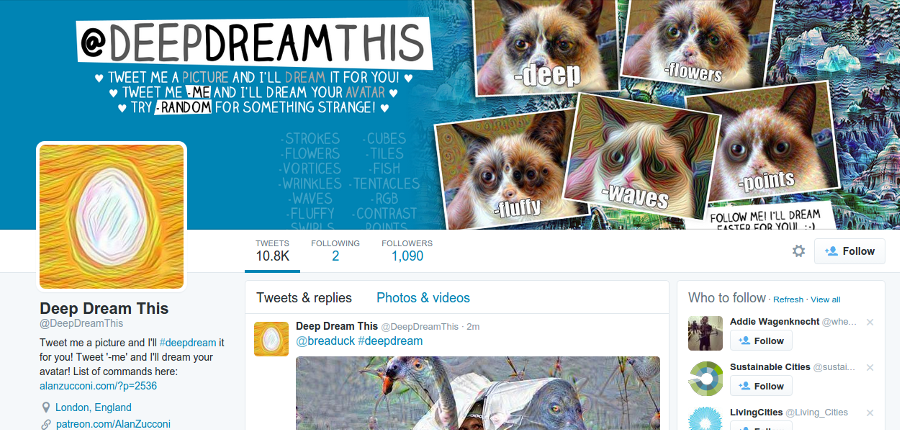 @DEEPDREAMTHIS
♥ TWEET ME A PICTURE AND I'LL DREAM IT FOR YOU! ♥
♥ TWEET ME -ME AND I'LL DREAM YOUR AVATAR ♥
♥ TRY -RANDOM FOR SOMETHING STRANGE! ♥
-STROKES -CUBES
-FLOWERS -TILES
-VORTICES -FISH
-WRINKLES -TENTACLES
-WAVES -RGB
-FLUFFY -CONTRAST
-SWIRLS -POINTS
-deep
-flowers
-fluffy
-waves
-points
FOLLOW ME! I'LL DREAM
FASTER FOR YOU! :-)
TWEETS FOLLOWING FOLLOWERS
10.8K 2 1,090
Follow
Deep Dream This
@DeepDreamThis
Tweet me a picture and I'll #deepdream it
for you! Tweet '-me' and I'll dream your
avatar! List of commands here:
alanzucconi.com/?p=2536
London, England
patreon.com/AlanZucconi
Tweets & replies Photos & videos
Deep Dream This @DeepDreamThis · 2m
@breaduck #deepdream
Who to follow · Refresh · View all
Addie Wagenknecht @whe...
Follow
Sustainable Cities @sustai...
Follow
LivingCities @Living_Cities
Follow